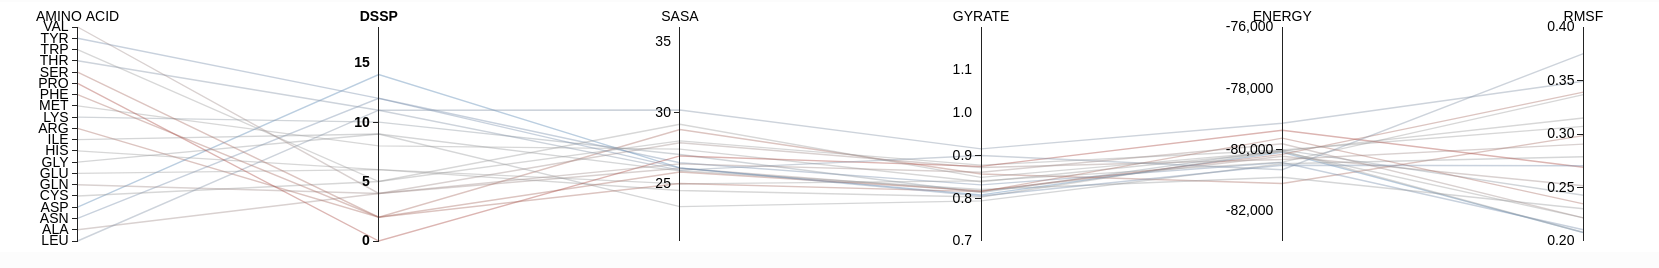 AMINO ACID DSSP SASA GYRATE ENERGY RMSF
VAL
TYR
TRP
THR
SER
PRO
PHE
MET
LYS
ARG
ILE
HIS
GLY
GLU
GLN
CYS
ASP
ASN
ALA
LEU
15
10
5
0
35
30
25
1.1
1.0
0.9
0.8
0.7
-76,000
-78,000
-80,000
-82,000
0.40
0.35
0.30
0.25
0.20